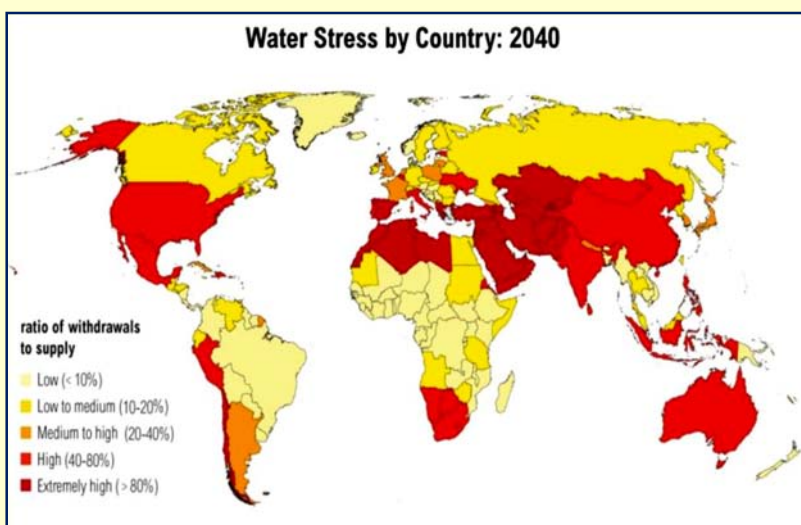 Water Stress by Country: 2040
ratio of withdrawals
to supply
Low (< 10%)
Low to medium (10-20%)
Medium to high (20-40%)
High (40-80%)
Extremely high (> 80%)